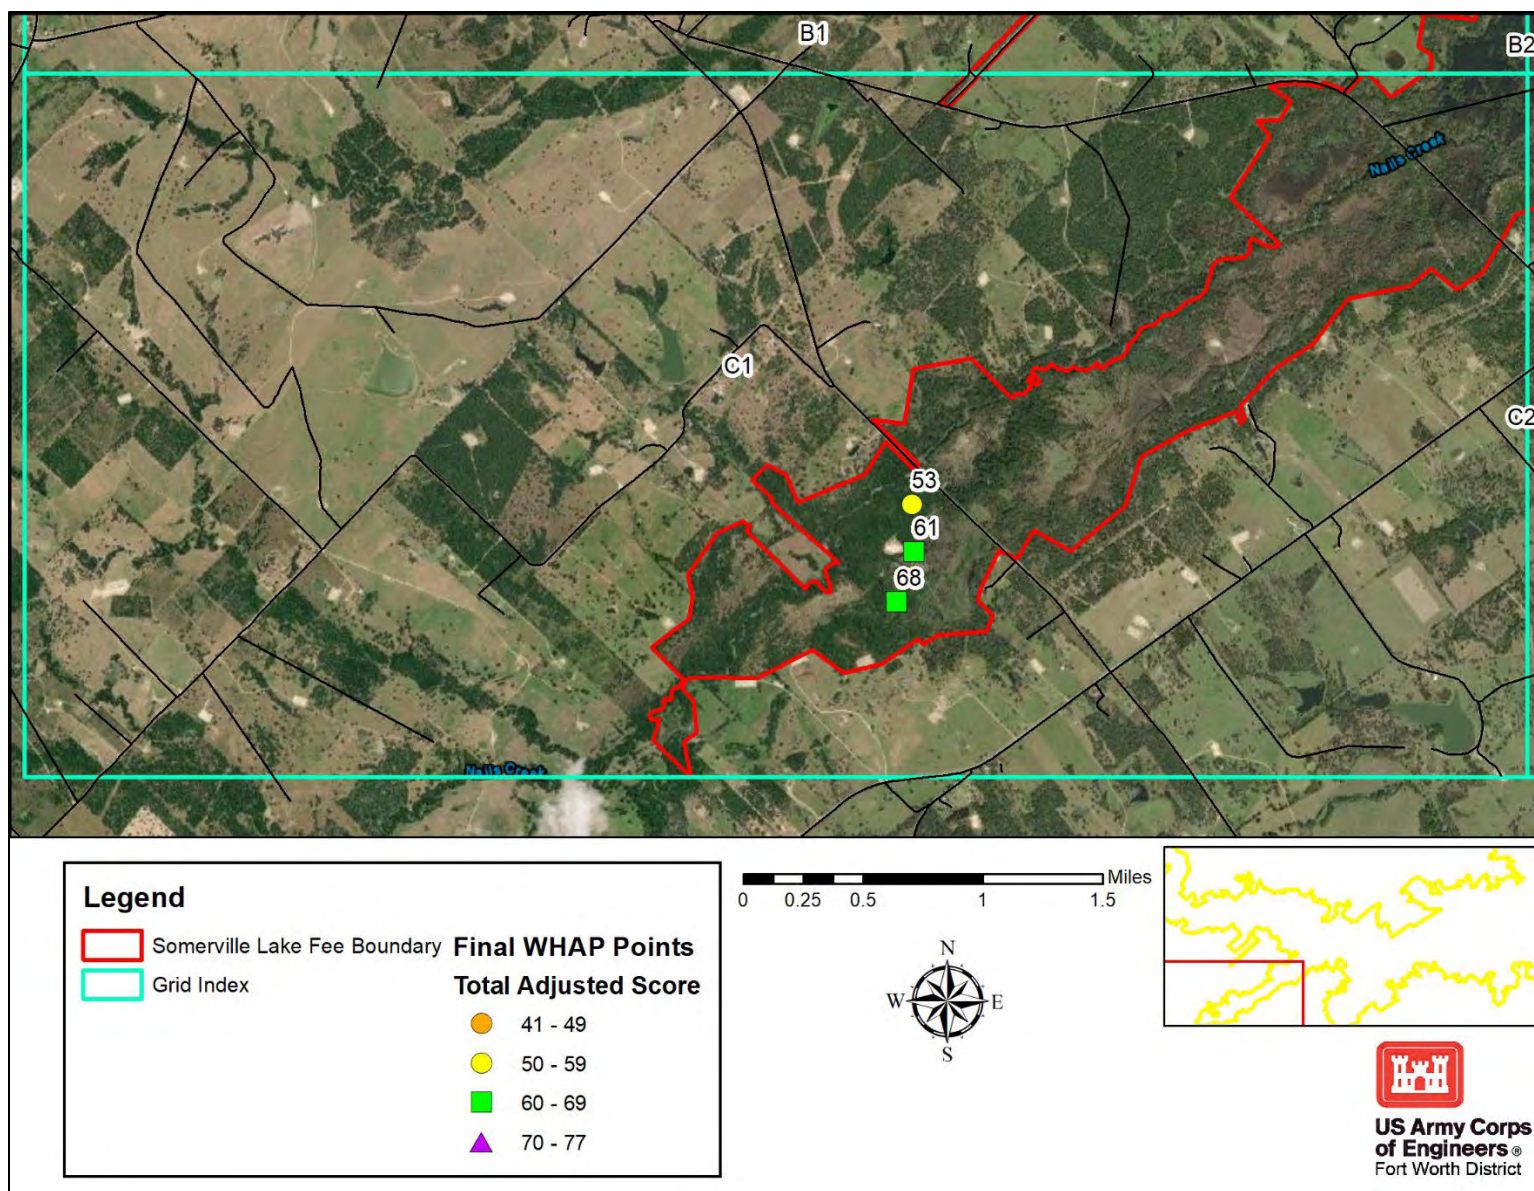 B1
B2
Nails Creek
C1
C2
53
61
68
Nails Creek
Legend
Somerville Lake Fee Boundary
Grid Index
Final WHAP Points
Total Adjusted Score
41 - 49
50 - 59
60 - 69
70 - 77
Miles
0 0.25 0.5 1 1.5
N
W E
S
US Army Corps
of Engineers ®
Fort Worth District